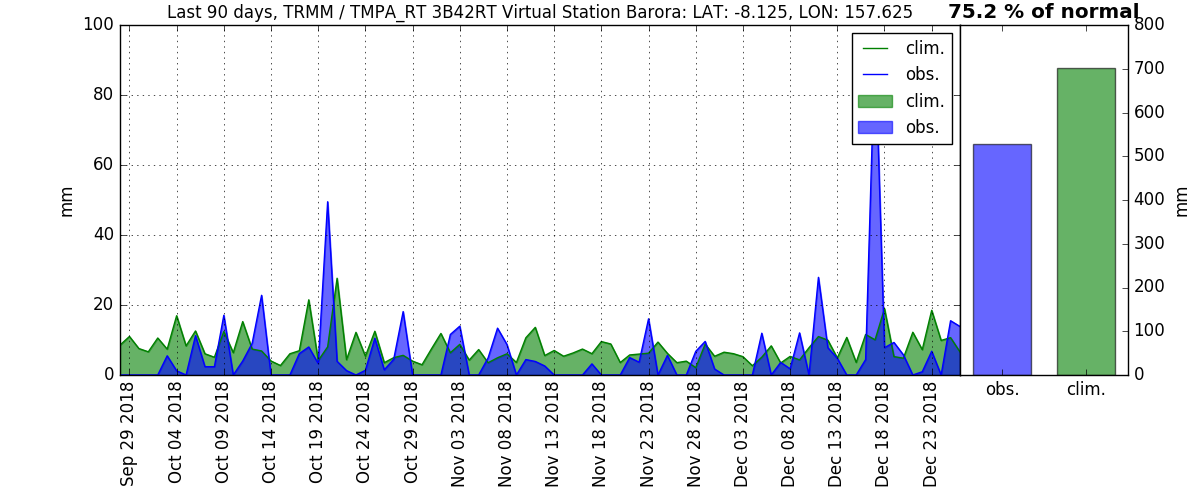 Last 90 days, TRMM / TMPA_RT 3B42RT Virtual Station Barora: LAT: -8.125, LON: 157.625
75.2 % of normal
100
80
60
40
20
0
mm
clim.
obs.
clim.
obs.
800
700
600
500
400
300
200
100
0
mm
obs.
clim.
Sep 29 2018
Oct 04 2018
Oct 09 2018
Oct 14 2018
Oct 19 2018
Oct 24 2018
Oct 29 2018
Nov 03 2018
Nov 08 2018
Nov 13 2018
Nov 18 2018
Nov 23 2018
Nov 28 2018
Dec 03 2018
Dec 08 2018
Dec 13 2018
Dec 18 2018
Dec 23 2018